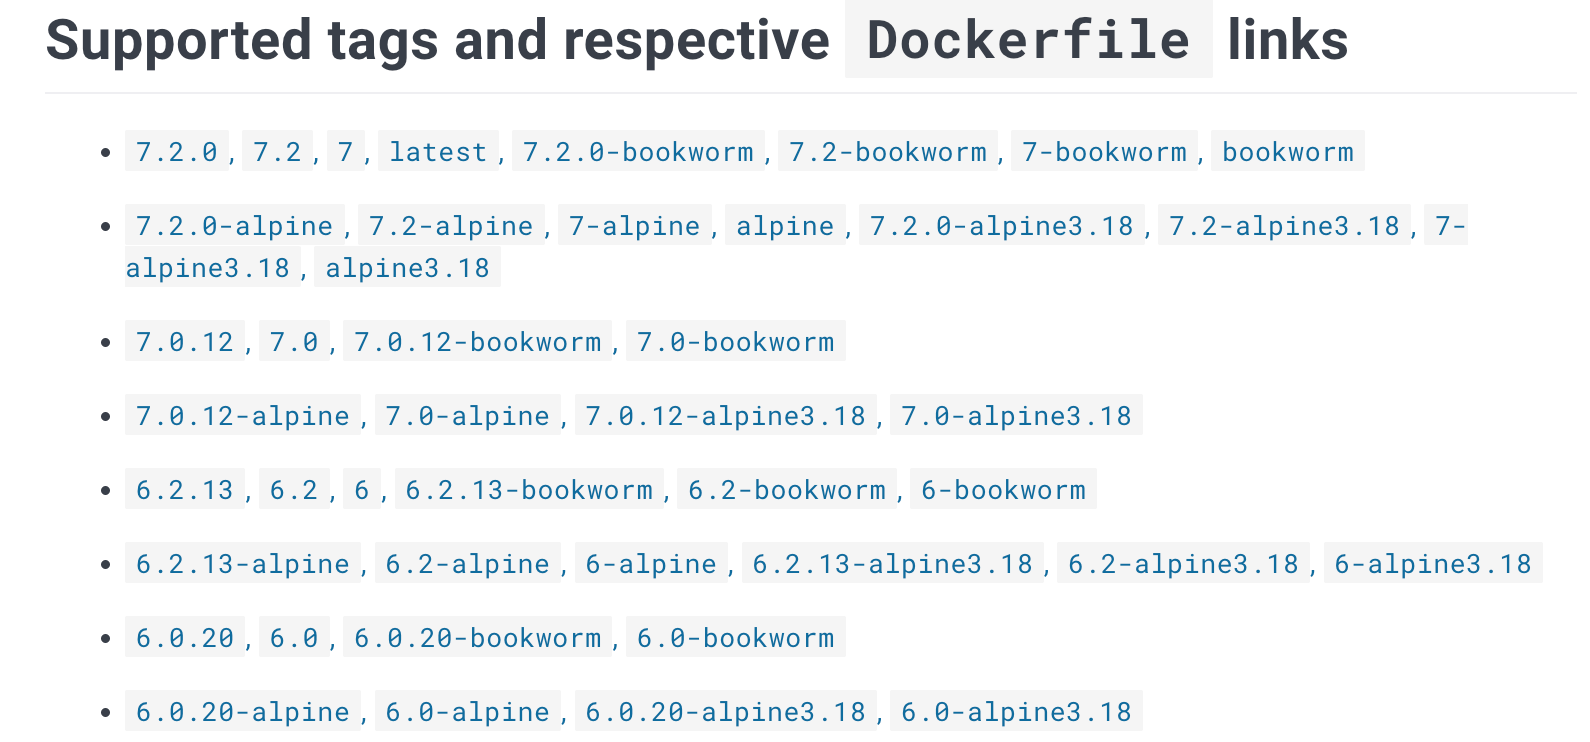 Supported tags and respective Dockerfile links
• 7.2.0, 7.2, 7, latest, 7.2.0-bookworm, 7.2-bookworm, 7-bookworm, bookworm
• 7.2.0-alpine, 7.2-alpine, 7-alpine, alpine, 7.2.0-alpine3.18, 7.2-alpine3.18, 7-
alpine3.18, alpine3.18
• 7.0.12, 7.0, 7.0.12-bookworm, 7.0-bookworm
• 7.0.12-alpine, 7.0-alpine, 7.0.12-alpine3.18, 7.0-alpine3.18
• 6.2.13, 6.2, 6, 6.2.13-bookworm, 6.2-bookworm, 6-bookworm
• 6.2.13-alpine, 6.2-alpine, 6-alpine, 6.2.13-alpine3.18, 6.2-alpine3.18, 6-alpine3.18
• 6.0.20, 6.0, 6.0.20-bookworm, 6.0-bookworm
• 6.0.20-alpine, 6.0-alpine, 6.0.20-alpine3.18, 6.0-alpine3.18